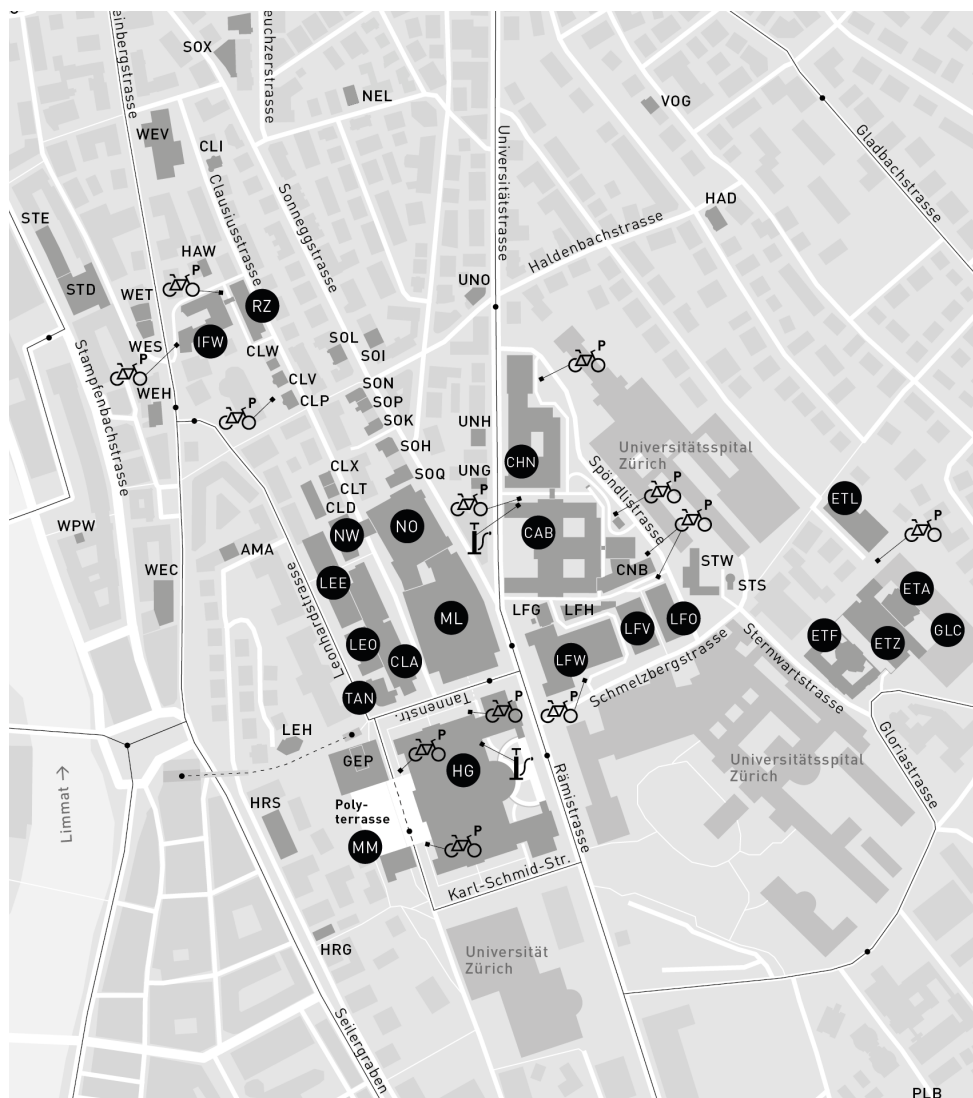 SOX
einbergstrasse
euchzerstrasse
NEL
VOG
WEV
CLI
Universitätstrasse
Gladbachstrasse
Clausiusstrasse
Sonneggstrasse
HAD
STE
Haldenbachstrasse
HAW
P
STD
WET
UNO
RZ
IFW
SOL
SOI
WES
CLW
P
P
WEH
CLV
SON
CLP
SOP
P
SOK
UNH
Stampfenbachstrasse
SOH
Universitätsspital
Zürich
CHN
CLX
SOQ
UNG
Spöndlistrasse
CLT
P
P
ETL
CLD
P
P
WPW
NO
NW
CAB
AMA
STW
WEC
LEE
CNB
STS
ETA
Leonhardstrasse
LFG
LFH
ML
LFV
LFO
GLC
LEO
ETF
ETZ
CLA
LFW
Schmelzbergstrasse
Sternwartstrasse
TAN
Tannenstr.
P
P
LEH
GEP
P
HG
Universitätsspital
Zürich
Gloriastrasse
Limmat →
HRS
Poly-
terrasse
Rämistrasse
MM
P
Karl-Schmid-Str.
HRG
Universität
Zürich
Seilergraben
PLB